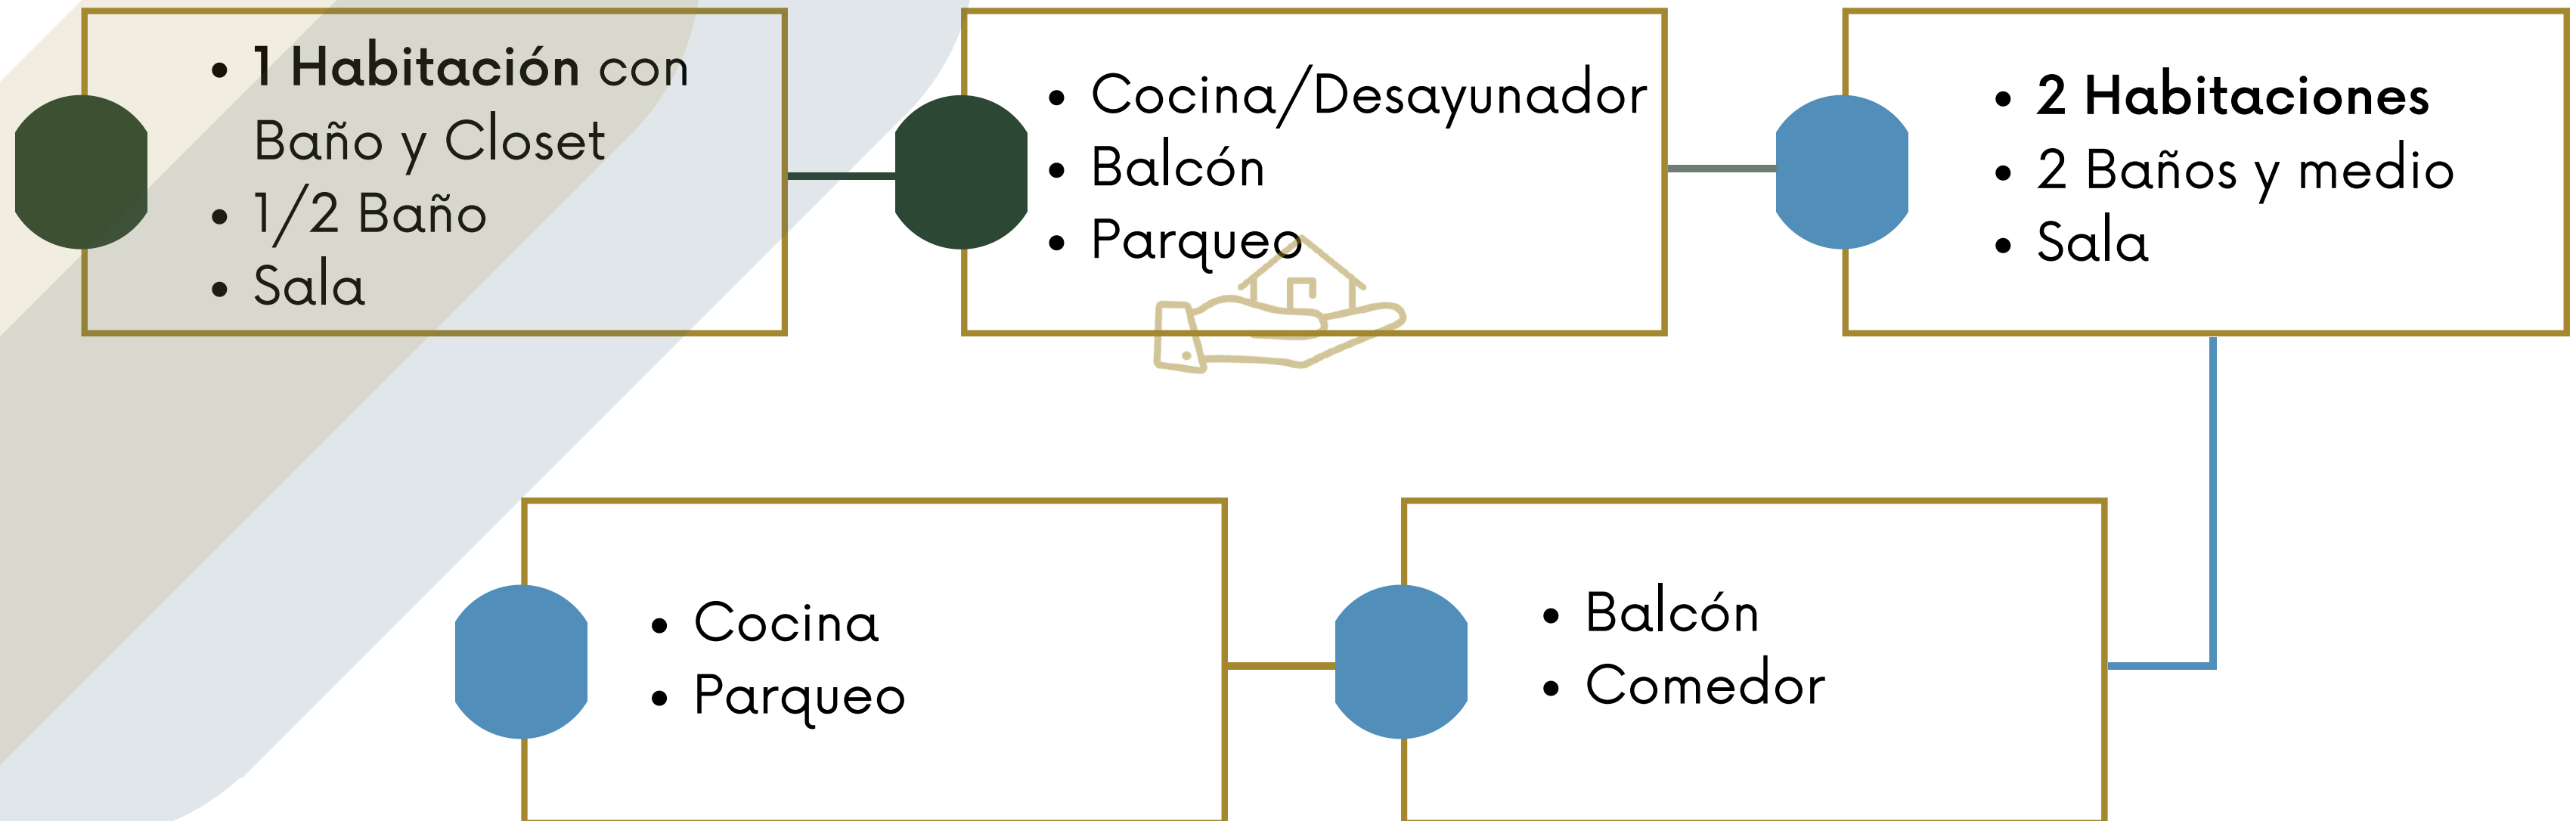 • 1 Habitación con
Baño y Closet
• 1/2 Baño
• Sala
• Cocina/Desayunador
• Balcón
• Parqueo
• 2 Habitaciones
• 2 Baños y medio
• Sala
• Cocina
• Parqueo
• Balcón
• Comedor